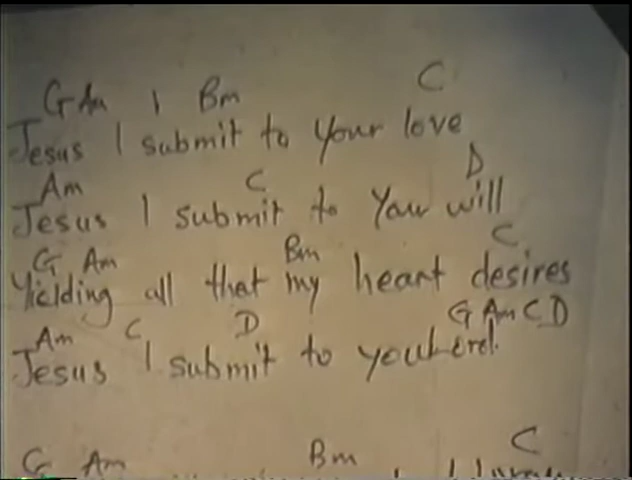 G Am | Bm C
Jesus I submit to your love
Am C D
Jesus I submit to Your will
G Am Bm C
Yielding all that my heart desires
Am C D G Am C D
Jesus I submit to you Lord.
G Am Bm C